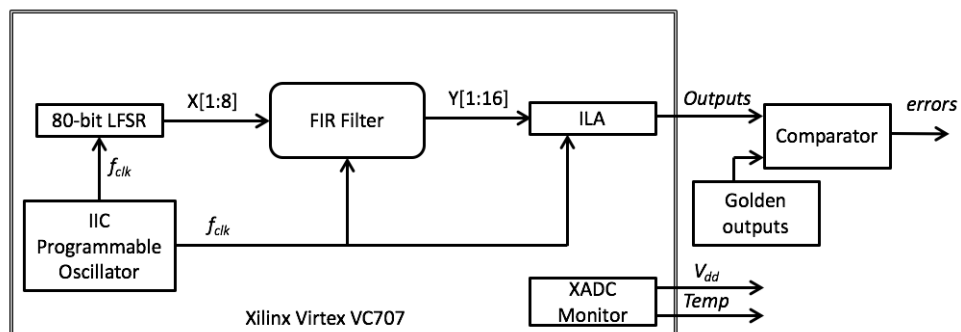 80-bit LFSR
X[1:8]
FIR Filter
Y[1:16]
ILA
Outputs
Comparator
errors
Golden
outputs
f_clk
IIC
Programmable
Oscillator
f_clk
XADC
Monitor
V_dd
Temp
Xilinx Virtex VC707